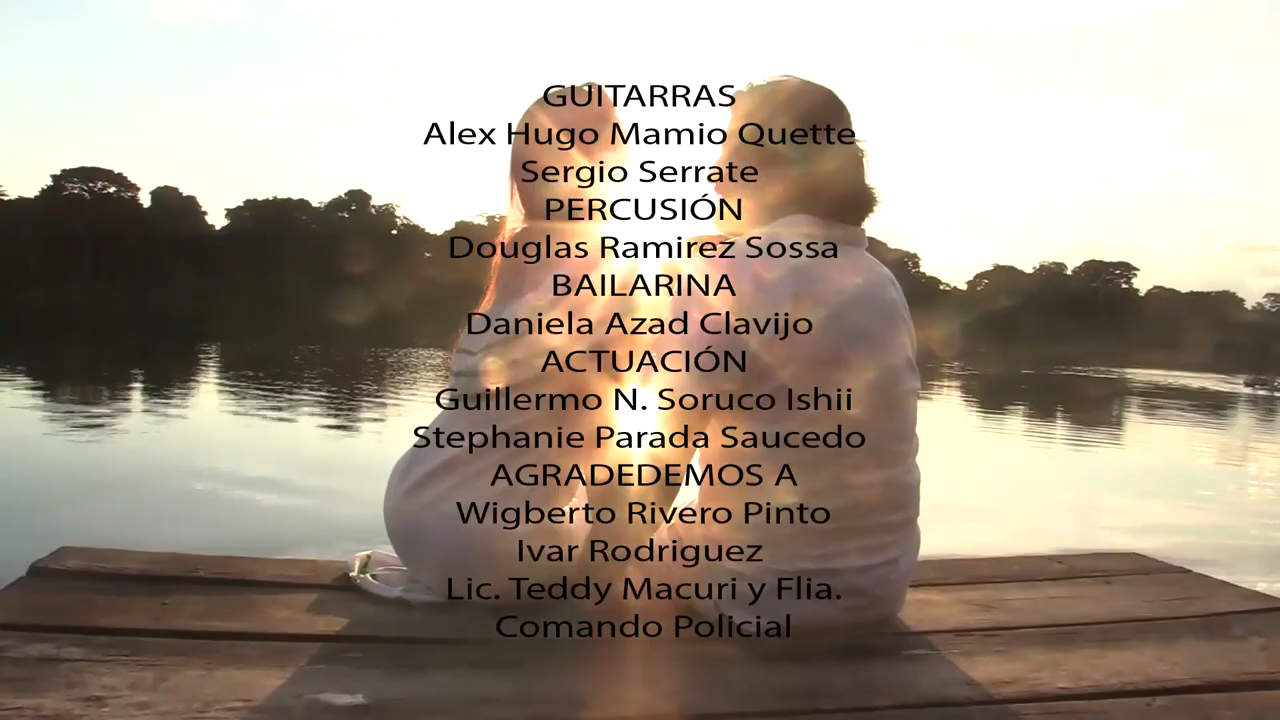 GUITARRAS
Alex Hugo Mamio Quette
Sergio Serrate
PERCUSIÓN
Douglas Ramirez Sossa
BAILARINA
Daniela Azad Clavijo
ACTUACIÓN
Guillermo N. Soruco Ishii
Stephanie Parada Saucedo
AGRADEDEMOS A
Wigberto Rivero Pinto
Ivar Rodriguez
Lic. Teddy Macuri y Flia.
Comando Policial